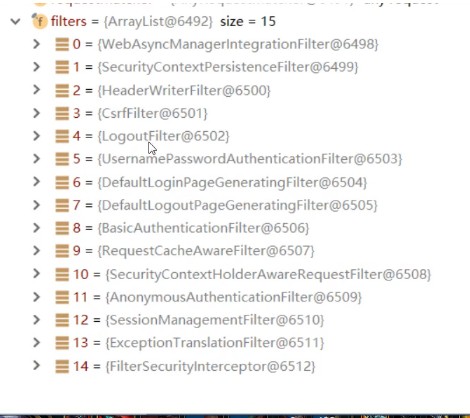 filters = {ArrayList@6492} size = 15
0 = {WebAsyncManagerIntegrationFilter@6498}
1 = {SecurityContextPersistenceFilter@6499}
2 = {HeaderWriterFilter@6500}
3 = {CsrfFilter@6501}
4 = {LogoutFilter@6502}
5 = {UsernamePasswordAuthenticationFilter@6503}
6 = {DefaultLoginPageGeneratingFilter@6504}
7 = {DefaultLogoutPageGeneratingFilter@6505}
8 = {BasicAuthenticationFilter@6506}
9 = {RequestCacheAwareFilter@6507}
10 = {SecurityContextHolderAwareRequestFilter@6508}
11 = {AnonymousAuthenticationFilter@6509}
12 = {SessionManagementFilter@6510}
13 = {ExceptionTranslationFilter@6511}
14 = {FilterSecurityInterceptor@6512}